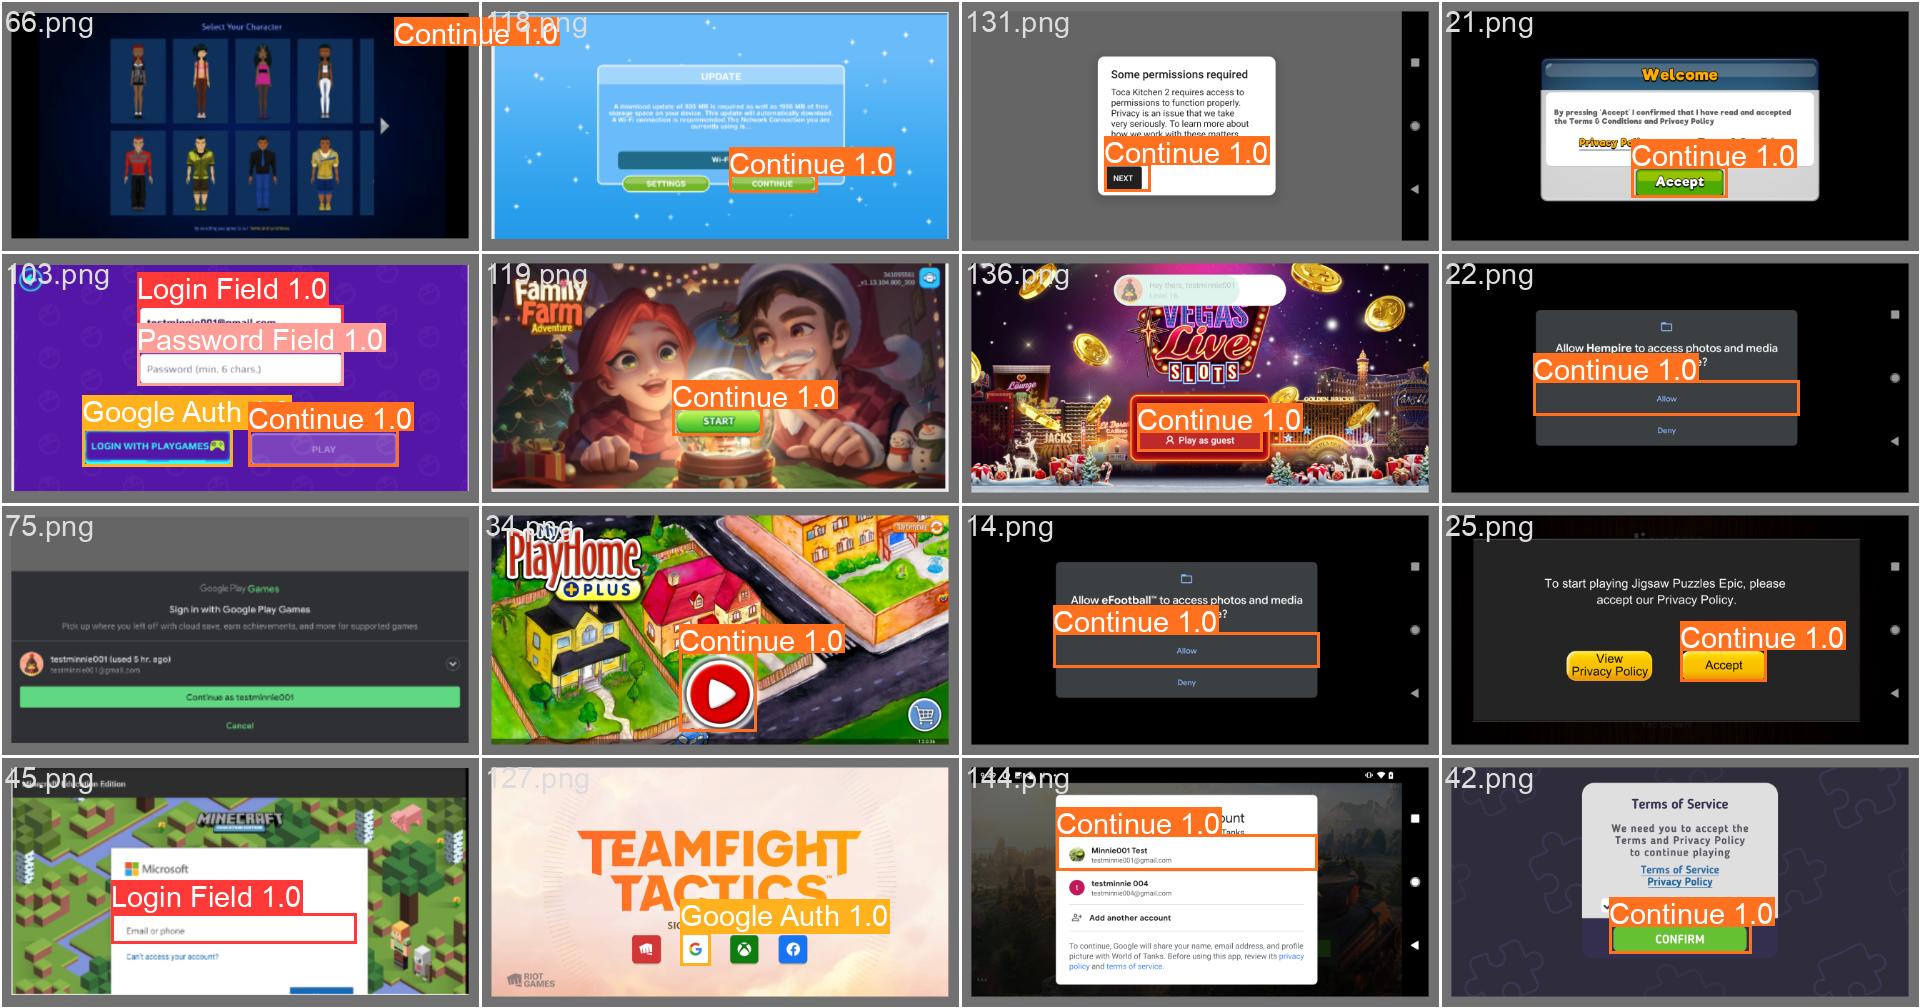 66.png
Select Your Character
Continue 1.0
118.png
UPDATE
A download update of
storage space on your device. This update will automatically download.
A Wi-Fi connection is recommended. The Network Connection you are
currently using is...
Wi-F
Continue 1.0
SETTINGS
CONTINUE
131.png
Some permissions required
Toca Kitchen 2 requires access to
permissions to function properly.
Privacy is an issue that we take
very seriously. To learn more about
how we work with these matters
Continue 1.0
NEXT
21.png
Welcome
By pressing 'Accept' I confirmed that I have read and accepted
the Terms & Conditions and Privacy Policy
Privacy Po
Continue 1.0
Accept
103.png
Login Field 1.0
testminnie001@gmail.com
Password Field 1.0
Password (min. 6 chars.)
Google Auth
Continue 1.0
LOGIN WITH PLAYGAMES
PLAY
119.png
Family
Farm
Adventure
Continue 1.0
START
136.png
Hey there, testminnie001
Level 16
VEGAS
Live
SLOTS
Lounge
GOLDEN BRICKS
JACKS
CASINO
Continue 1.0
Play as guest
22.png
Allow Hempire to access photos and media
e?
Continue 1.0
Allow
Deny
75.png
Google Play Games
Sign in with Google Play Games
Pick up where you left off with cloud save, earn achievements, and more for supported games
testminnie001 (used 5 hr. ago)
testminnie001@gmail.com
Continue as testminnie001
Cancel
34.png
My
PlayHome
+PLUS
Continue 1.0
14.png
Allow eFootball™ to access photos and media
e?
Continue 1.0
Allow
Deny
25.png
To start playing Jigsaw Puzzles Epic, please
accept our Privacy Policy.
Continue 1.0
View
Privacy Policy
Accept
45.png
Minecraft Education Edition
MINECRAFT
EDUCATION EDITION
Microsoft
Login Field 1.0
Email or phone
Can't access your account?
127.png
TEAMFIGHT
TACTICS™
SIG
Google Auth 1.0
RIOT
GAMES
144.png
Continue 1.0
ount
Tanks
Minnie001 Test
testminnie001@gmail.com
testminnie 004
testminnie004@gmail.com
Add another account
To continue, Google will share your name, email address, and profile
picture with World of Tanks. Before using this app, review its privacy
policy and terms of service.
42.png
Terms of Service
We need you to accept the
Terms and Privacy Policy
to continue playing
Terms of Service
Privacy Policy
Continue 1.0
CONFIRM